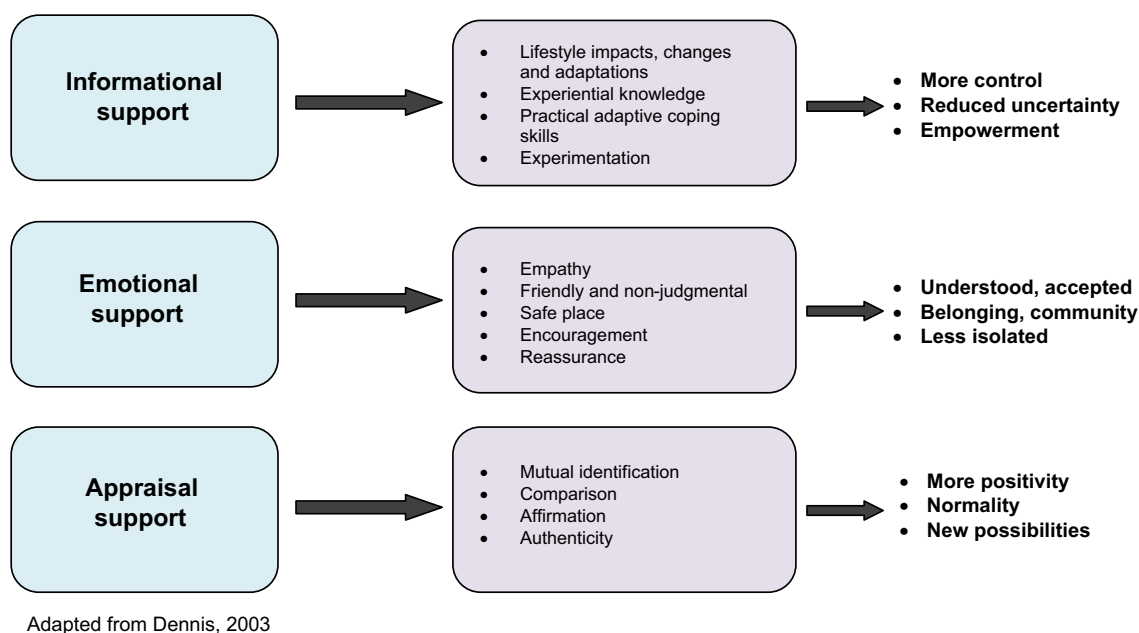 Informational
support
• Lifestyle impacts, changes
and adaptations
• Experiential knowledge
• Practical adaptive coping
skills
• Experimentation
• More control
• Reduced uncertainty
• Empowerment
Emotional
support
• Empathy
• Friendly and non-judgmental
• Safe place
• Encouragement
• Reassurance
• Understood, accepted
• Belonging, community
• Less isolated
Appraisal
support
• Mutual identification
• Comparison
• Affirmation
• Authenticity
• More positivity
• Normality
• New possibilities
Adapted from Dennis, 2003